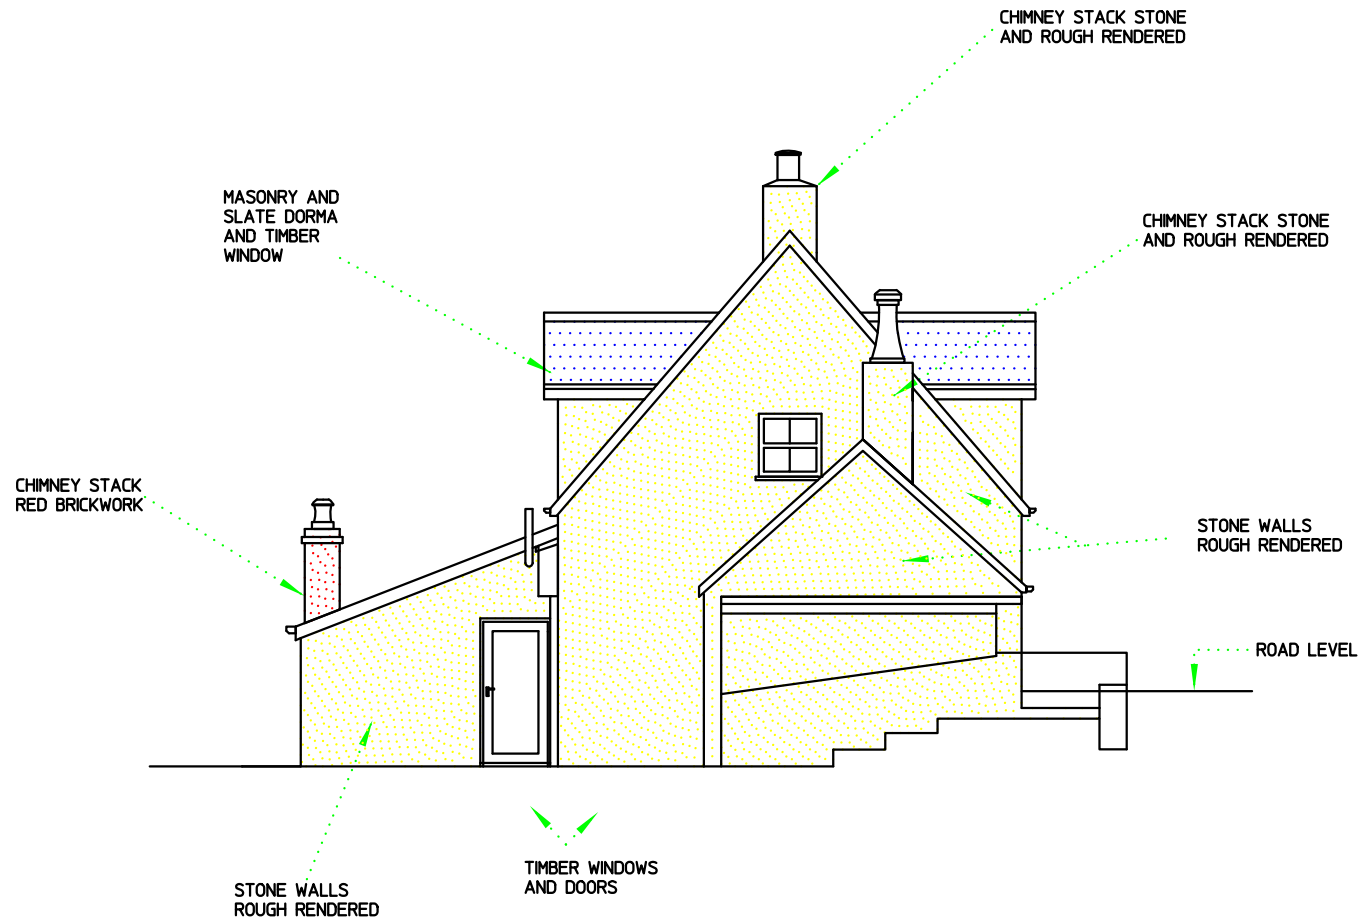 CHIMNEY STACK STONE
AND ROUGH RENDERED
MASONRY AND
SLATE DORMA
AND TIMBER
WINDOW
CHIMNEY STACK STONE
AND ROUGH RENDERED
CHIMNEY STACK
RED BRICKWORK
STONE WALLS
ROUGH RENDERED
ROAD LEVEL
TIMBER WINDOWS
AND DOORS
STONE WALLS
ROUGH RENDERED